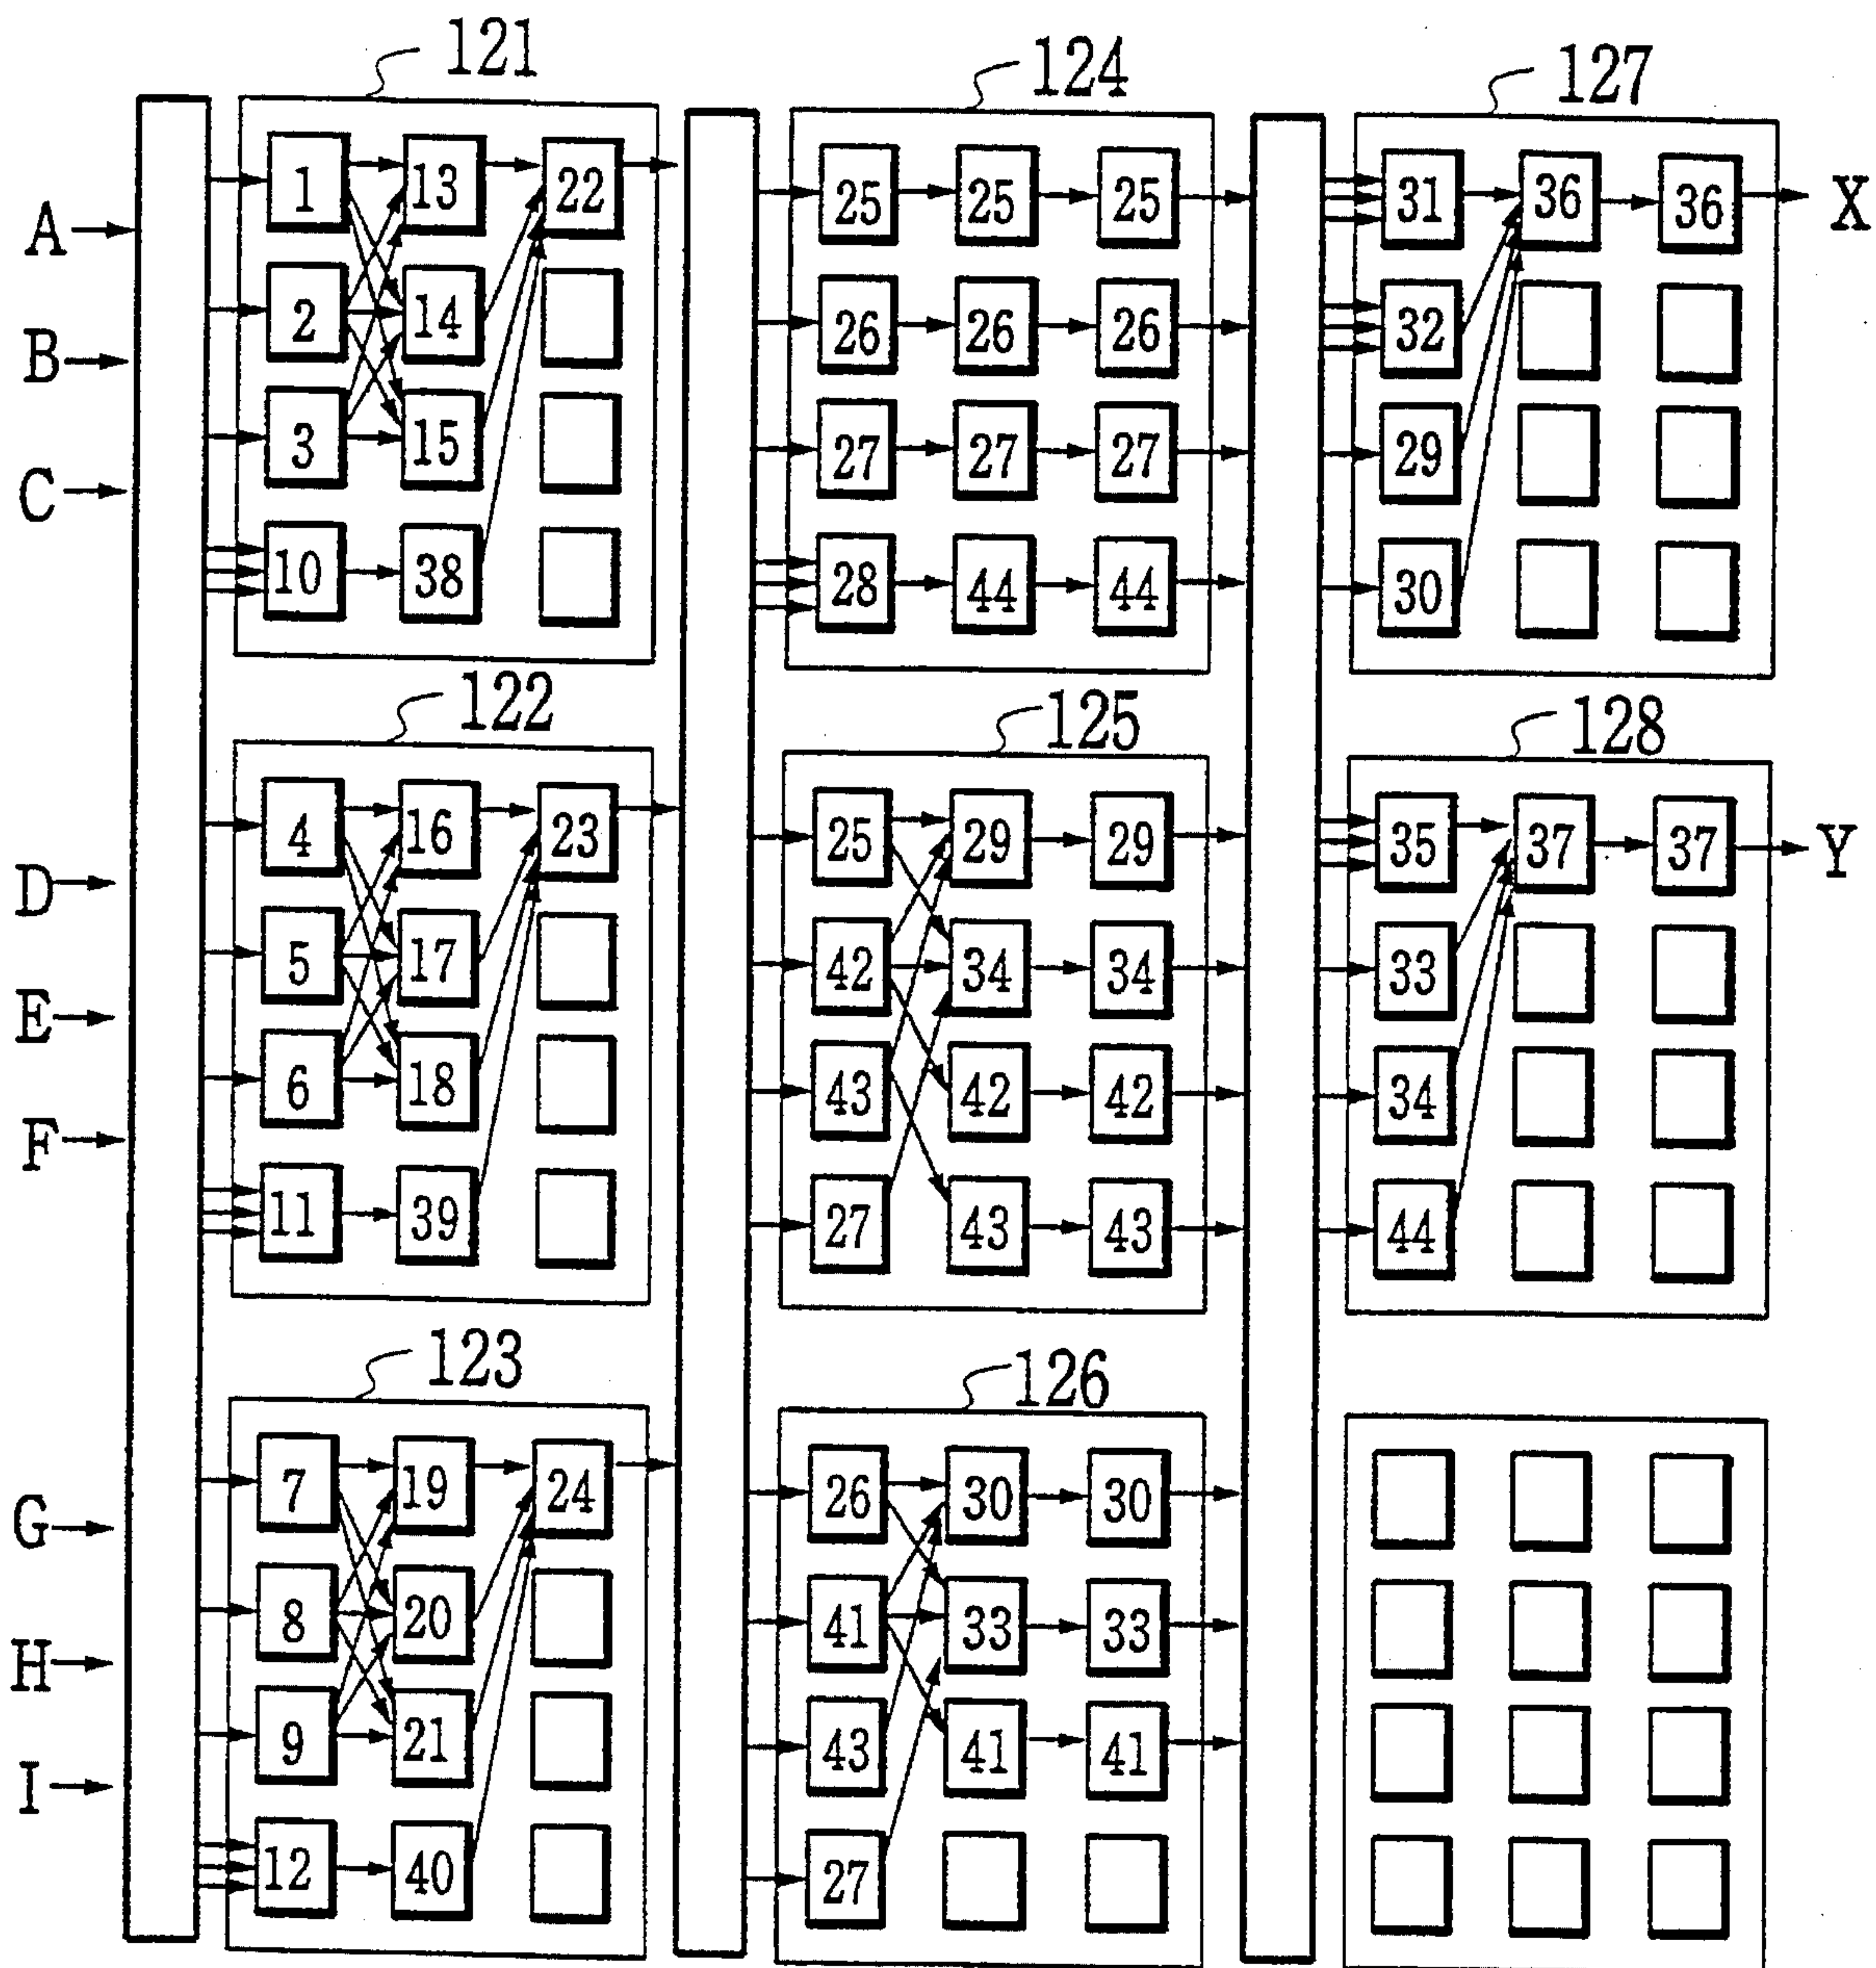 121 124 127
1 13 22 25 25 25 31 36 36 X
A
2 14 26 26 26 32
B
3 15 27 27 27 29
C
10 38 28 44 44 30
122 125 128
4 16 23 25 29 29 35 37 37 Y
D
5 17 42 34 34 33
E
6 18 43 42 42 34
F
11 39 27 43 43 44
123 126
7 19 24 26 30 30
G
8 20 41 33 33
H
9 21 43 41 41
I
12 40 27